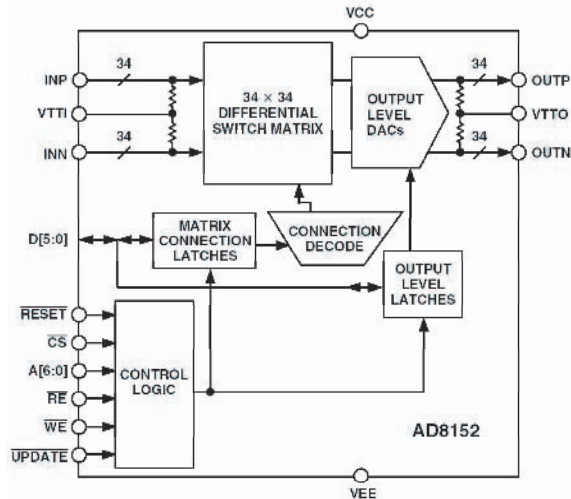 VCC
INP
34
VTTI
34
INN
34 × 34
DIFFERENTIAL
SWITCH MATRIX
OUTPUT
LEVEL
DACs
34
OUTP
VTTO
34
OUTN
D[5:0]
MATRIX
CONNECTION
LATCHES
CONNECTION
DECODE
OUTPUT
LEVEL
LATCHES
RESET
CS
A[6:0]
RE
WE
UPDATE
CONTROL
LOGIC
AD8152
VEE